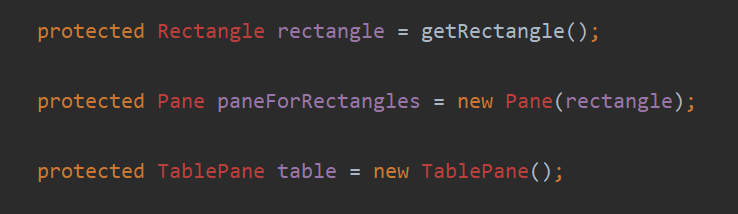 protected Rectangle rectangle = getRectangle();
protected Pane paneForRectangles = new Pane(rectangle);
protected TablePane table = new TablePane();